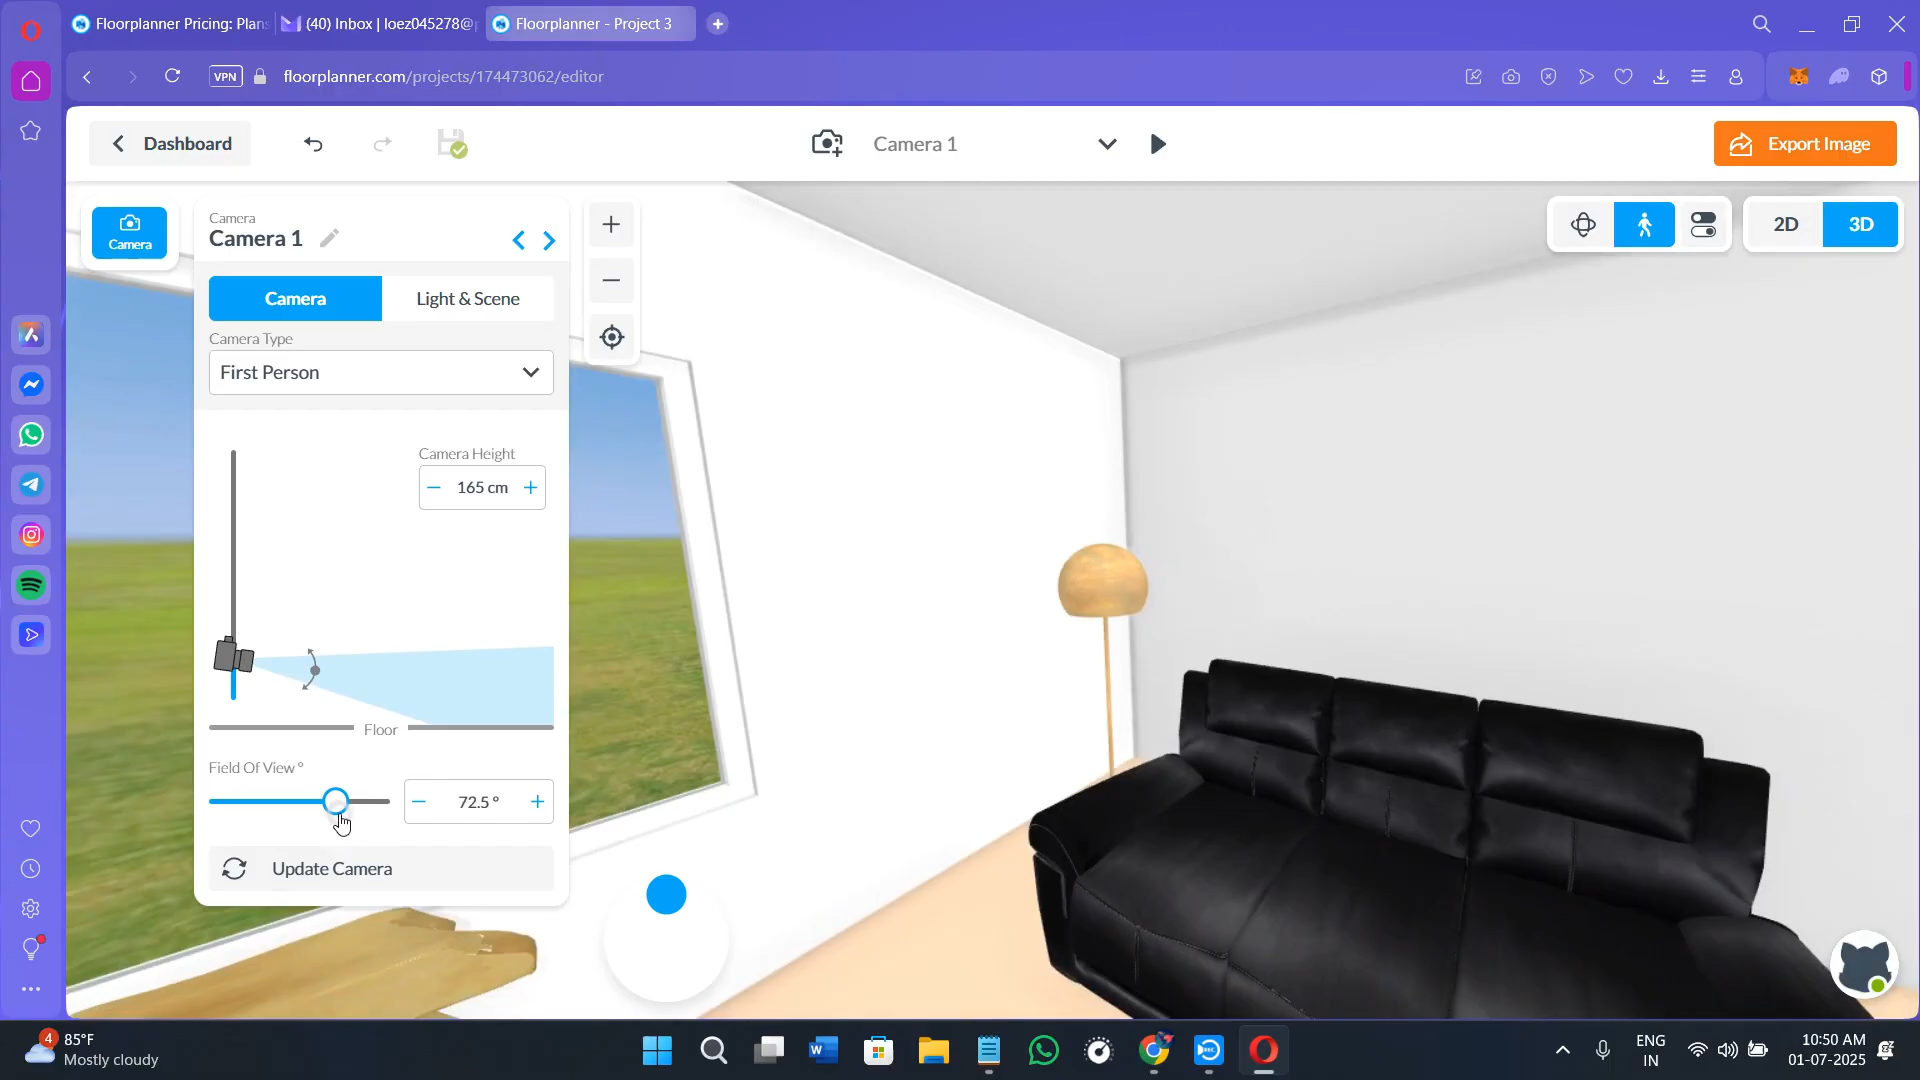 Floorplanner Pricing: Plans
(40) Inbox | loez045278@
Floorplanner - Project 3
VPN
floorplanner.com/projects/174473062/editor
Dashboard
Camera 1
Export Image
Camera
Camera
Camera 1
2D
3D
Camera
Light & Scene
Camera Type
First Person
Camera Height
165 cm
Floor
Field Of View °
72.5 °
Update Camera
4
85°F
Mostly cloudy
ENG
IN
10:50 AM
01-07-2025